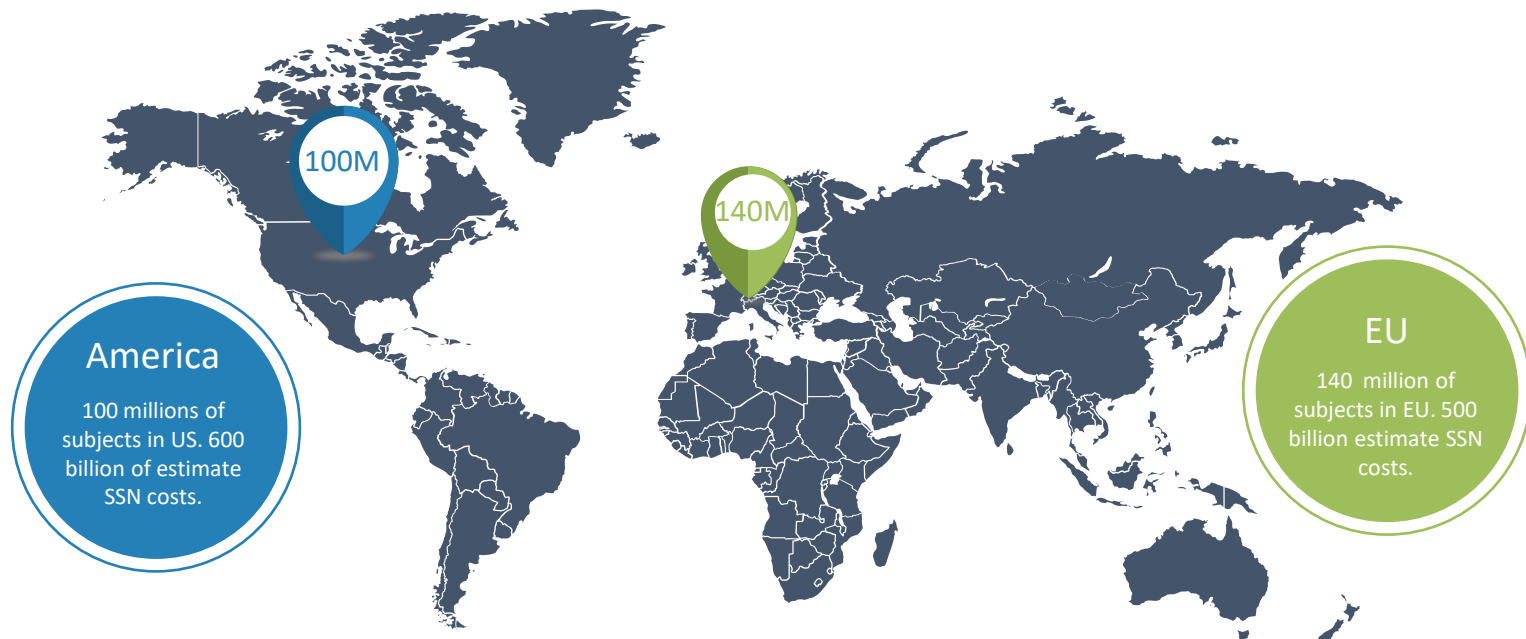 100M
140M
America
100 millions of
subjects in US. 600
billion of estimate
SSN costs.
EU
140 million of
subjects in EU. 500
billion estimate SSN
costs.